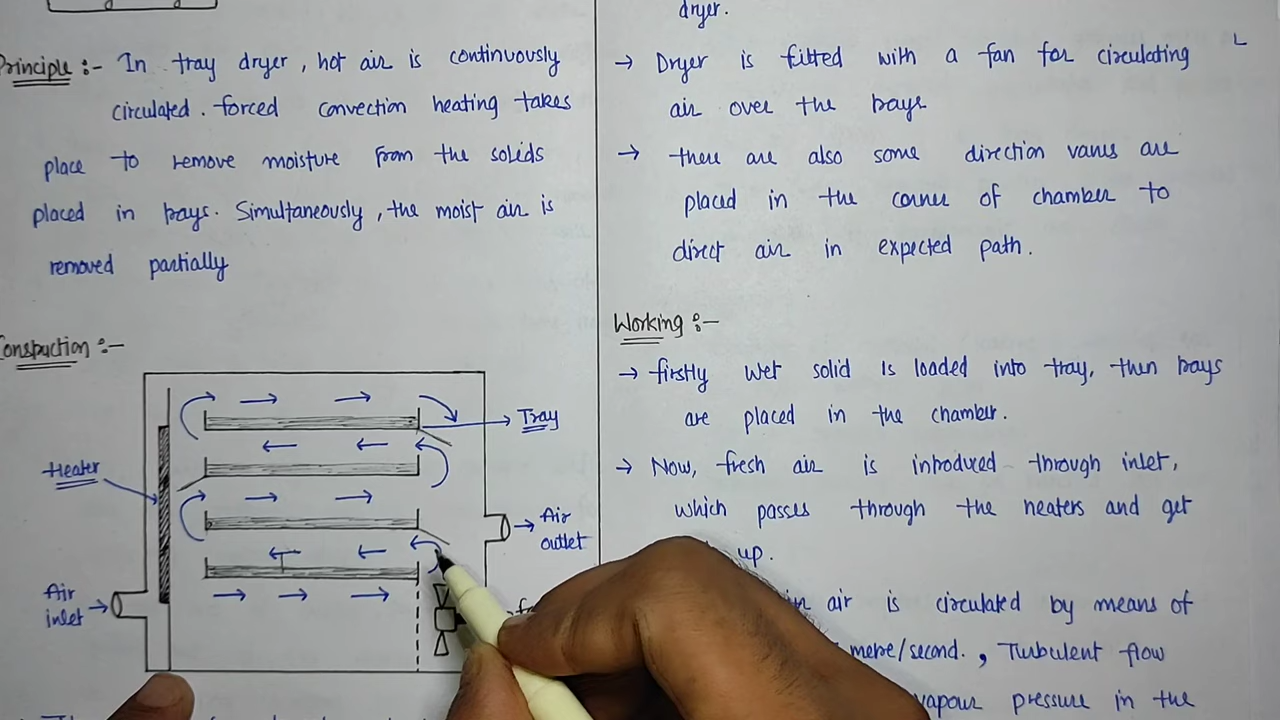 Principle :- In tray dryer, hot air is continuously
circulated. forced convection heating takes
place to remove moisture from the solids
placed in trays. Simultaneously, the moist air is
removed partially
Construction :-
Tray
Heater
Air
outlet
Air
inlet
dryer.
→ Dryer is fitted with a fan for circulating
air over the trays
→ there are also some direction vanes are
placed in the corner of chamber to
direct air in expected path.
Working :-
→ firstly wet solid is loaded into tray, then trays
are placed in the chamber.
→ Now, fresh air is introduced through inlet,
which passes through the heaters and get
up.
air is circulated by means of
metre/second., Turbulent flow
vapour pressure in the